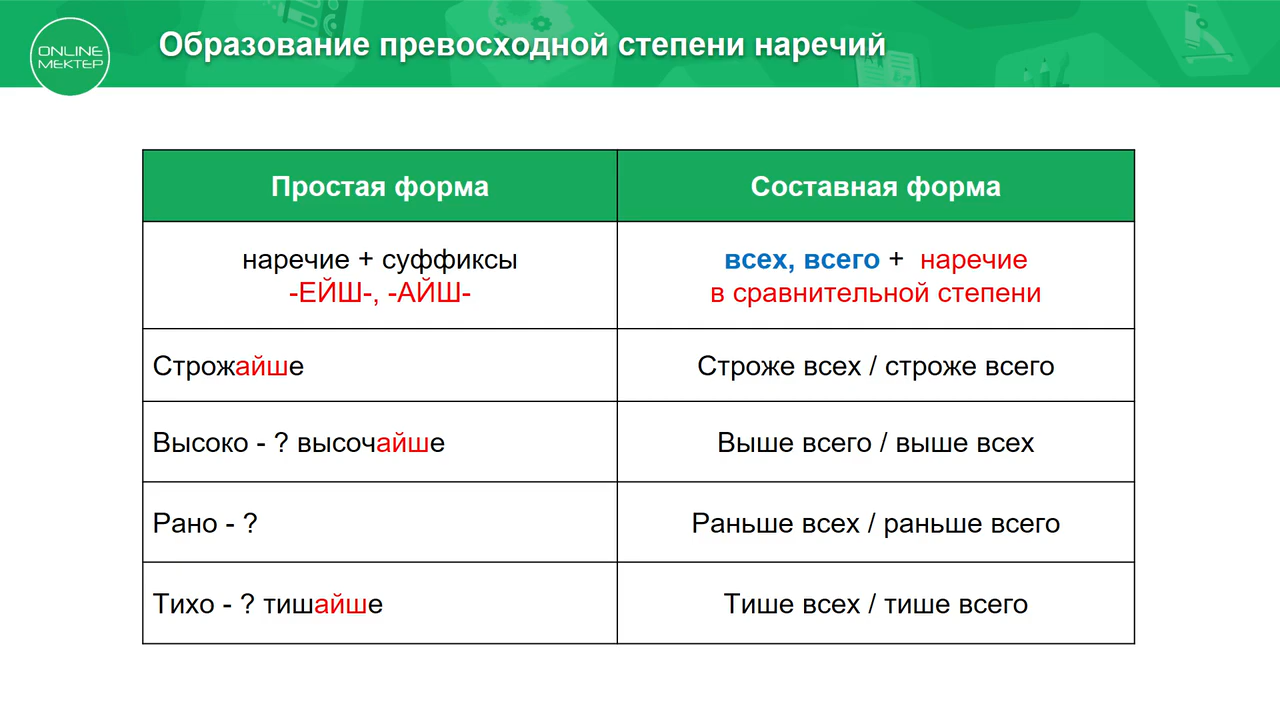 ONLINE
МЕКТЕР
Образование превосходной степени наречий
Простая форма
Составная форма
наречие + суффиксы
-ЕЙШ-, -АЙШ-
всех, всего + наречие
в сравнительной степени
Строжайше
Строже всех / строже всего
Высоко - ? высочайше
Выше всего / выше всех
Рано - ?
Раньше всех / раньше всего
Тихо - ? тишайше
Тише всех / тише всего